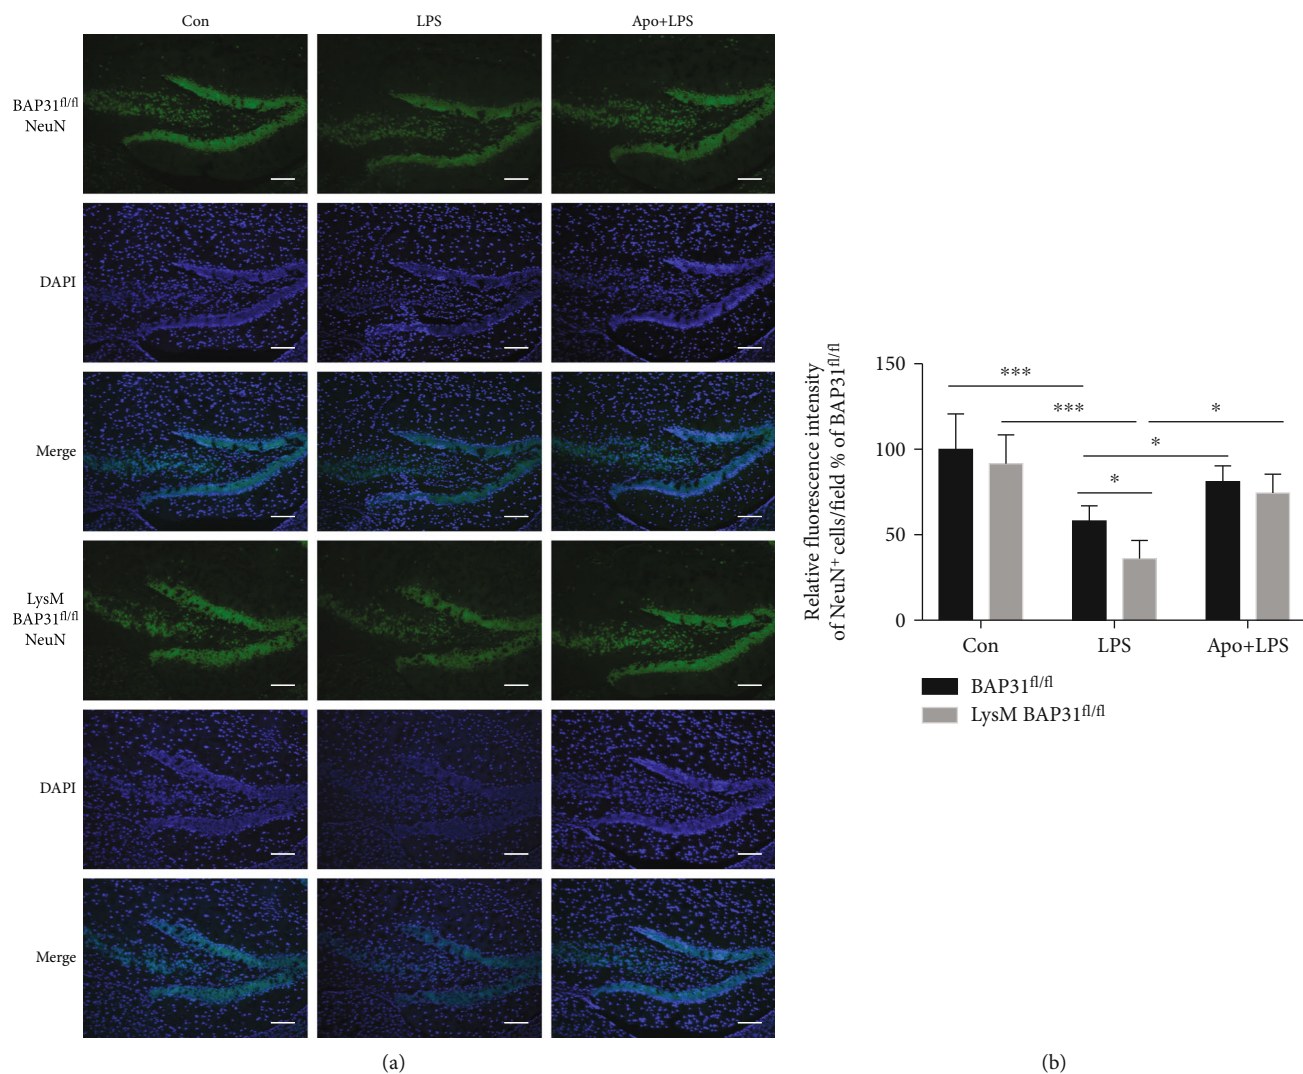 Con LPS Apo+LPS
BAP31fl/fl
NeuN
DAPI
Merge
LysM
BAP31fl/fl
NeuN
DAPI
Merge
(a)
Relative fluorescence intensity
of NeuN+ cells/field % of BAP31fl/fl
150
100
50
0
***
***
*
*
*
Con LPS Apo+LPS
BAP31fl/fl
LysM BAP31fl/fl
(b)